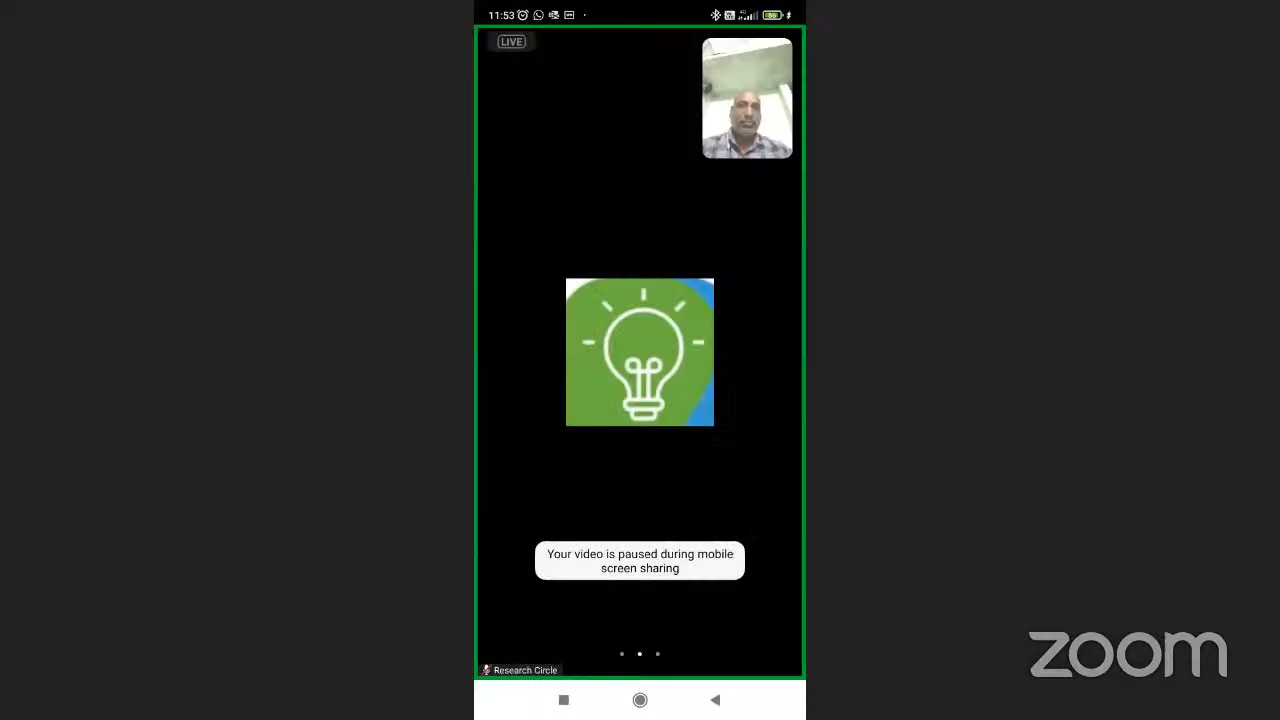 11:53
LIVE
Your video is paused during mobile
screen sharing
Research Circle
zoom